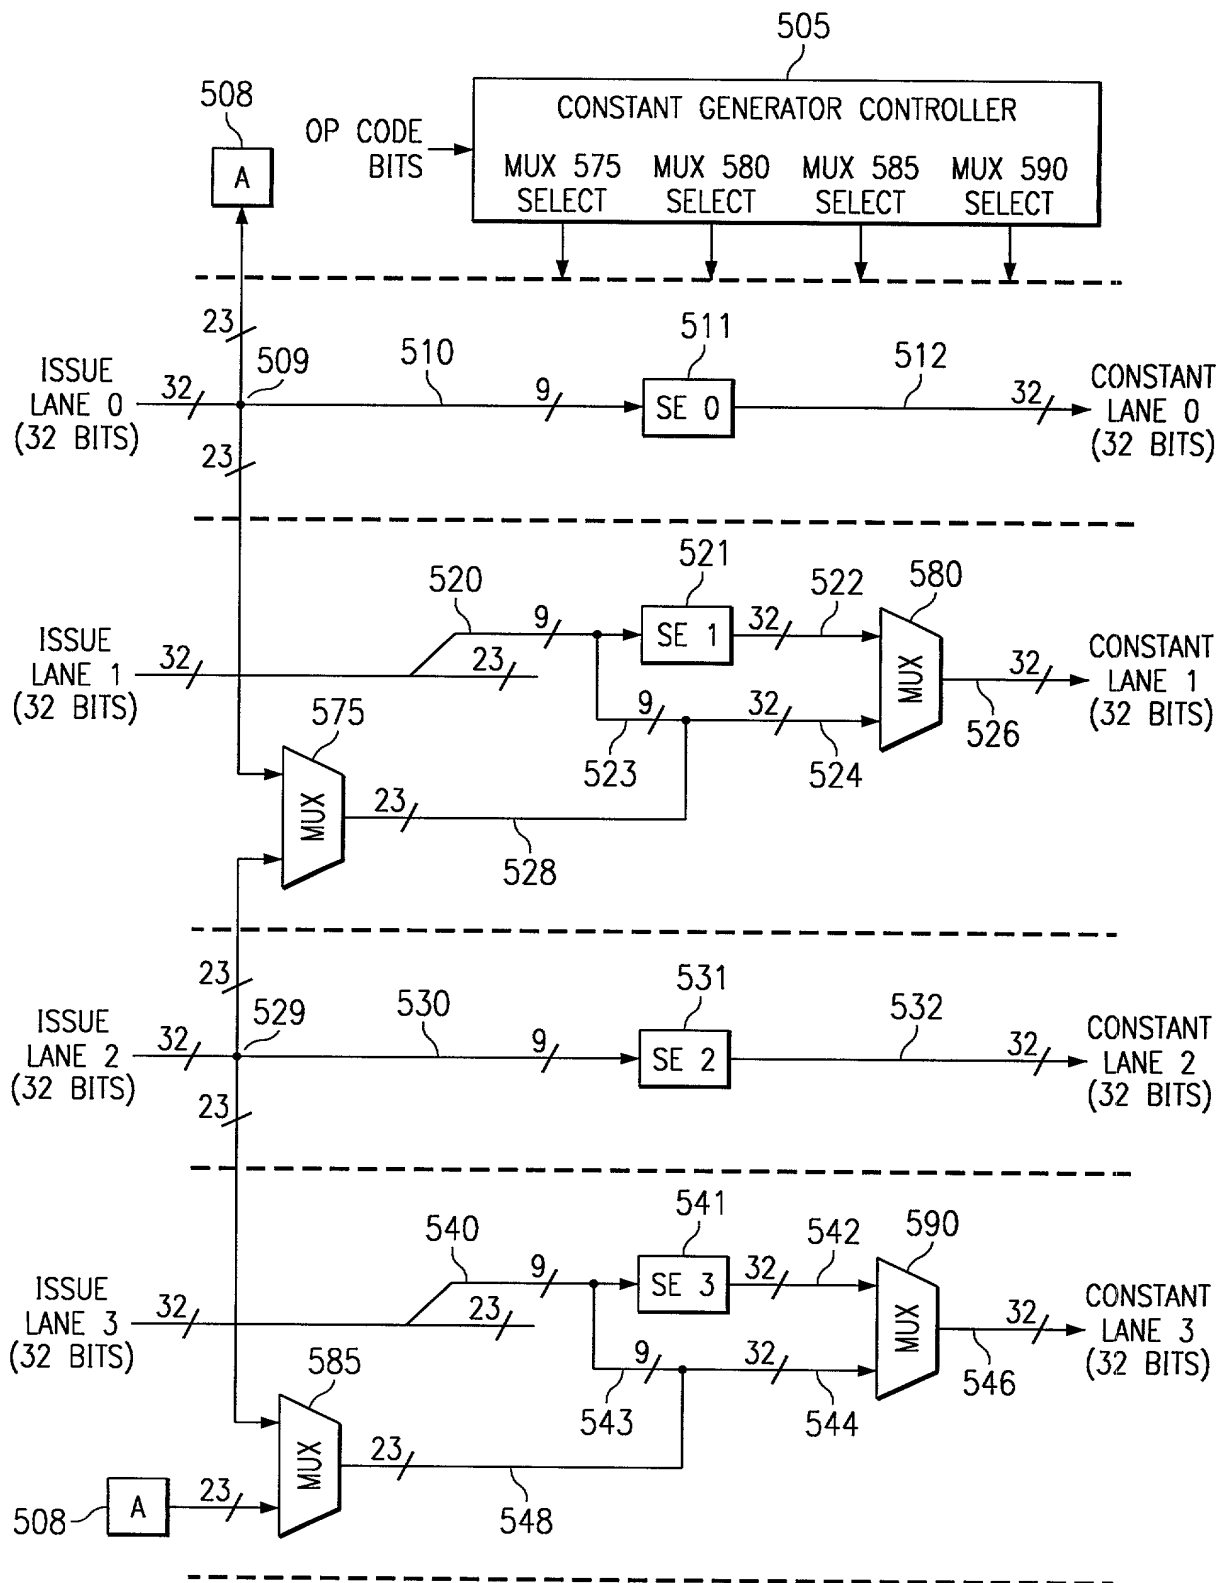 505
508
CONSTANT GENERATOR CONTROLLER
OP CODE
BITS
MUX 575
SELECT
MUX 580
SELECT
MUX 585
SELECT
MUX 590
SELECT
A
23
ISSUE
LANE 0
(32 BITS)
32
509
510
9
511
SE 0
512
32
CONSTANT
LANE 0
(32 BITS)
23
ISSUE
LANE 1
(32 BITS)
32
520
9
23
521
SE 1
32
522
580
MUX
32
526
CONSTANT
LANE 1
(32 BITS)
9
523
32
524
575
MUX
23
528
23
ISSUE
LANE 2
(32 BITS)
32
529
530
9
531
SE 2
532
32
CONSTANT
LANE 2
(32 BITS)
23
ISSUE
LANE 3
(32 BITS)
32
540
9
23
541
SE 3
32
542
590
MUX
32
546
CONSTANT
LANE 3
(32 BITS)
9
543
32
544
585
MUX
23
548
508
A
23